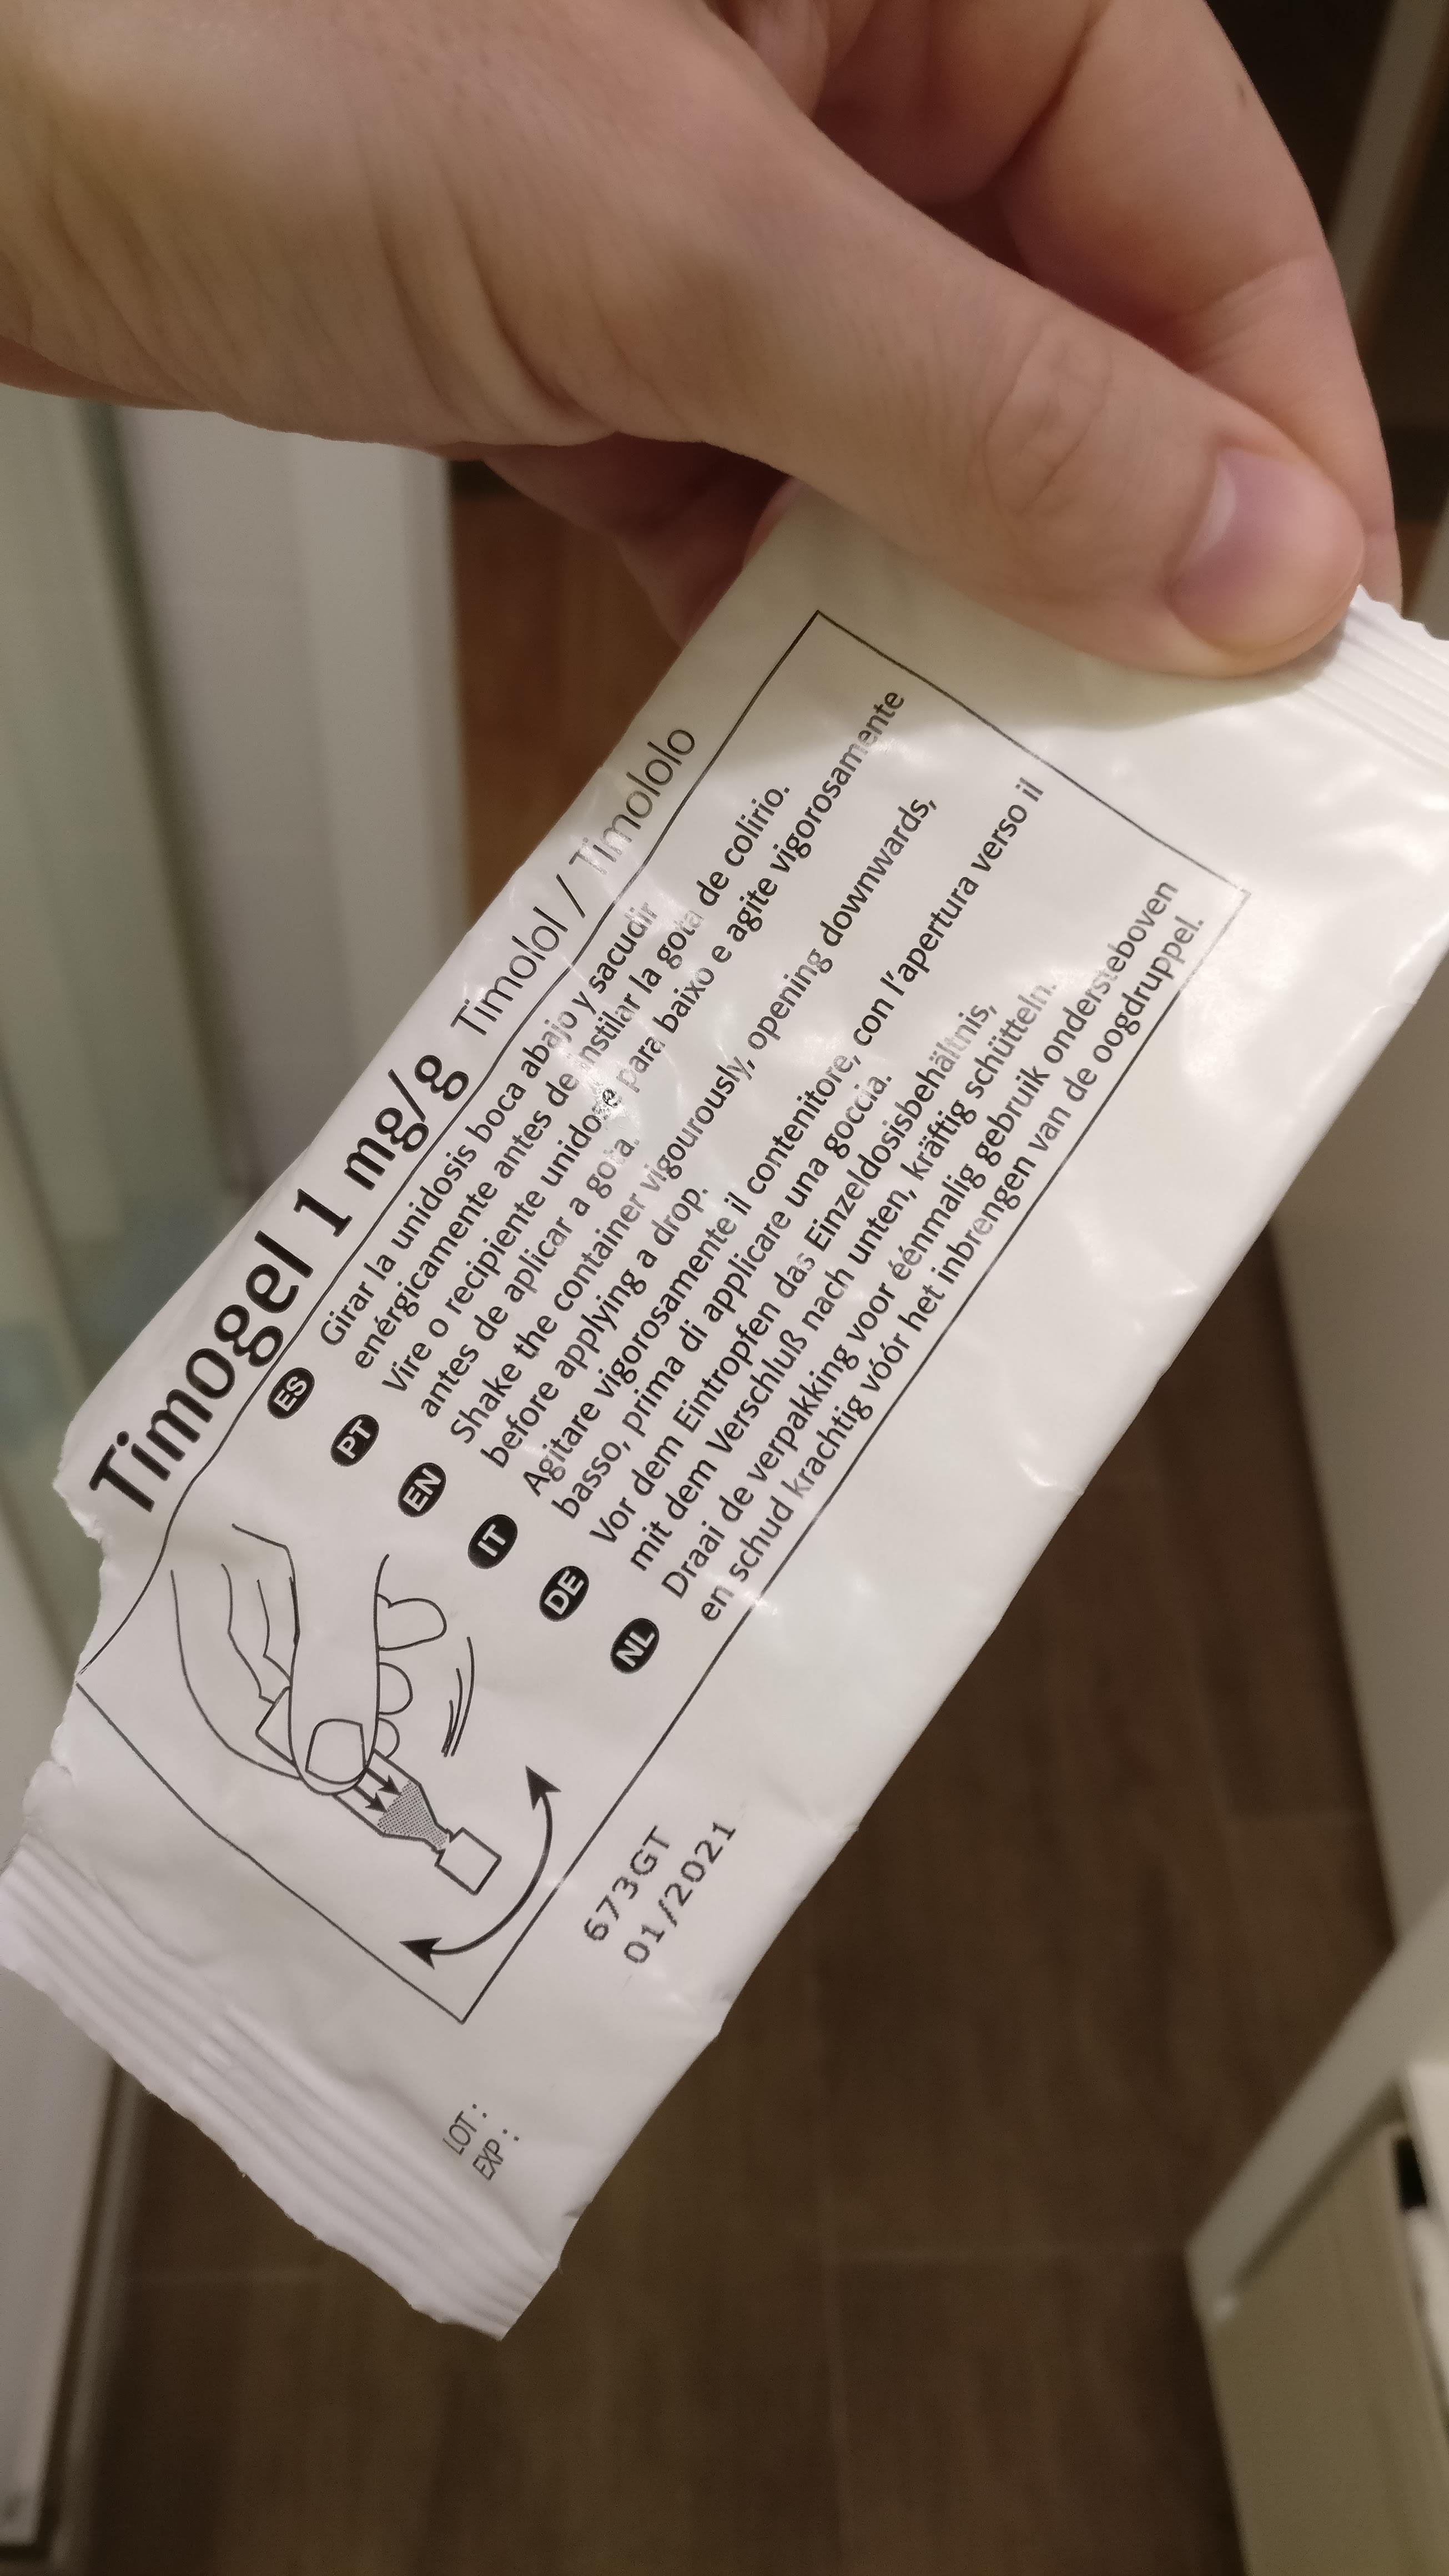 Timogel 1 mg/g Timolol / Timololo
ES Girar la unidosis boca abajo y sacudir
enérgicamente antes de instilar la gota de colirio.
PT Vire o recipiente unidose para baixo e agite vigorosamente
antes de aplicar a gota.
EN Shake the container vigourously, opening downwards,
before applying a drop.
IT Agitare vigorosamente il contenitore, con l'apertura verso il
basso, prima di applicare una goccia.
DE Vor dem Eintropfen das Einzeldosisbehältnis,
mit dem Verschluß nach unten, kräftig schütteln.
NL Draai de verpakking voor éénmalig gebruik ondersteboven
en schud krachtig vóór het inbrengen van de oogdruppel.
LOT : 673GT
EXP : 01/2021